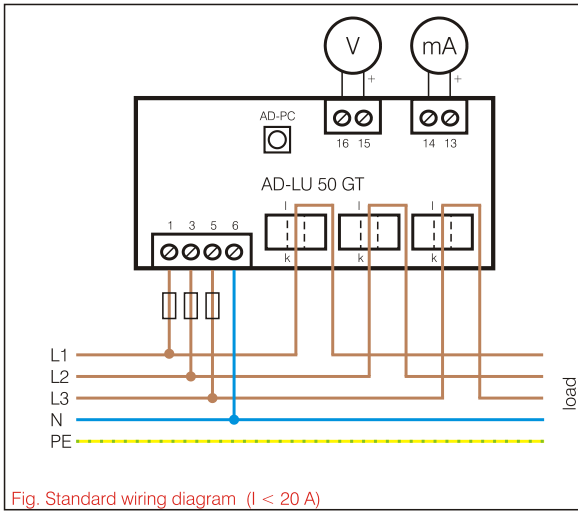 V mA
+ +
AD-PC
16 15 14 13
AD-LU 50 GT
l l l
1 3 5 6
k k k
L1
L2
L3
N
PE
load
Fig. Standard wiring diagram (I < 20 A)